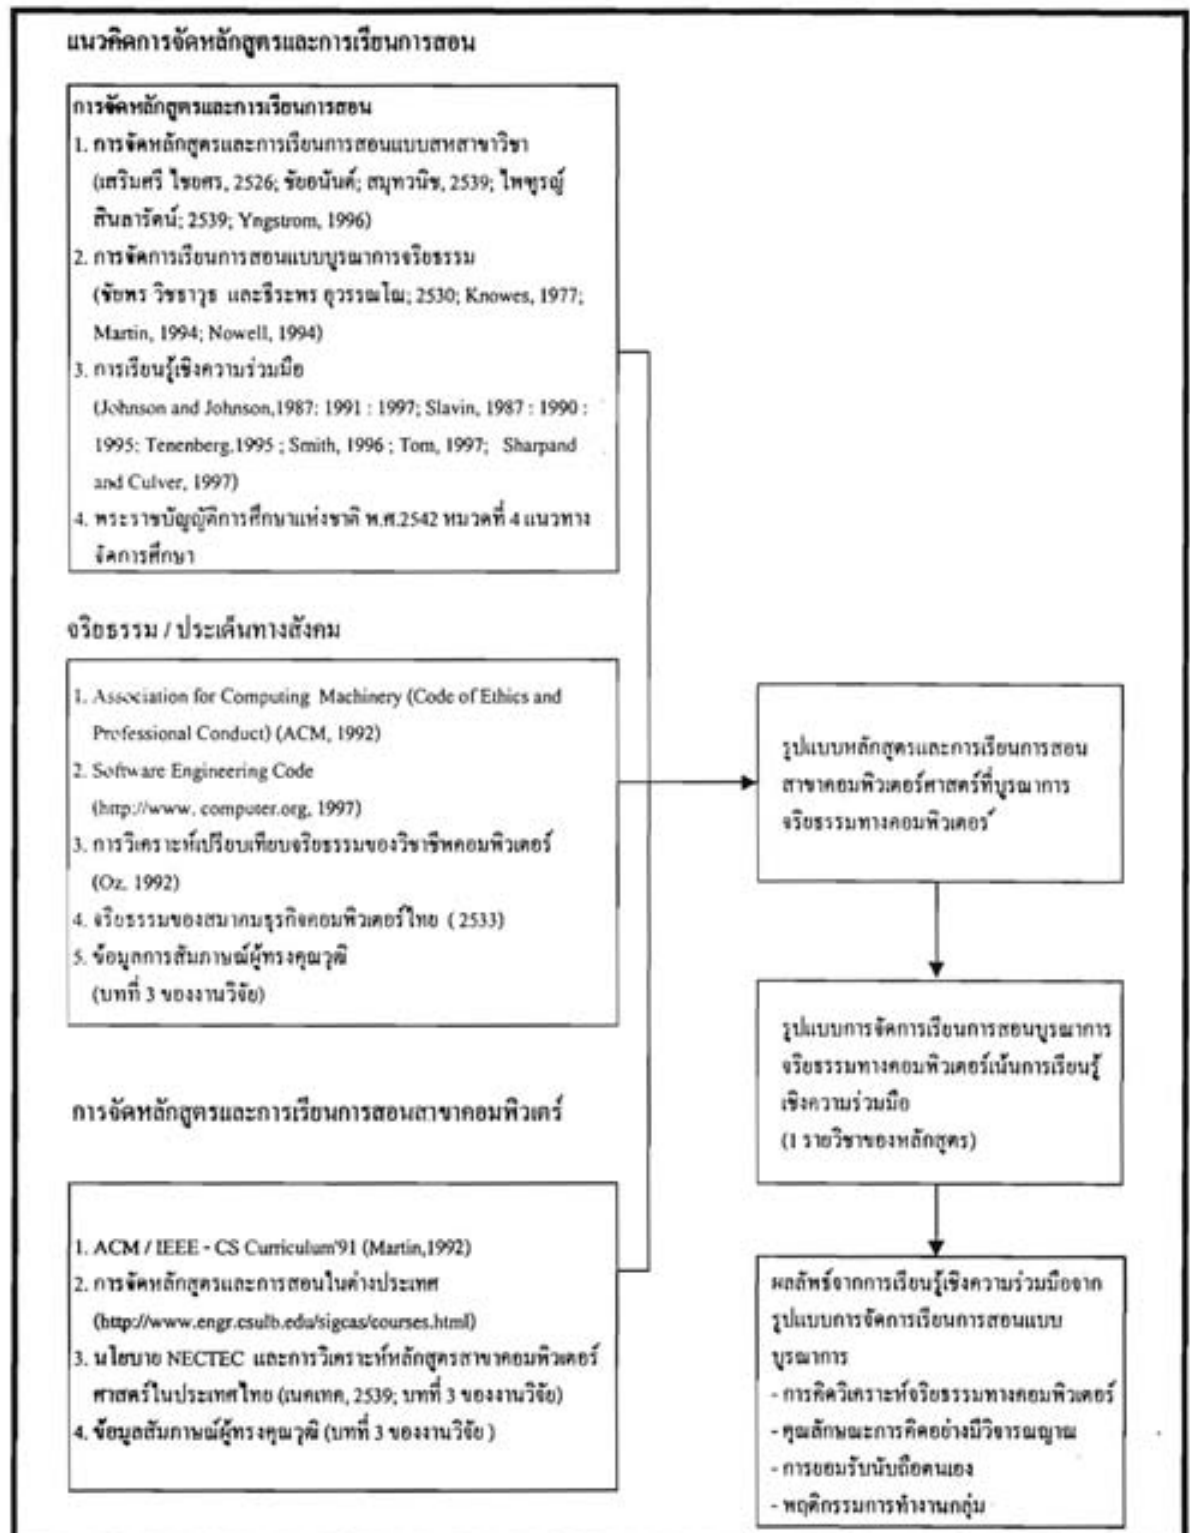 แนวคิดการจัดหลักสูตรและการเรียนการสอน
การจัดหลักสูตรและการเรียนการสอน
1. การจัดหลักสูตรและการเรียนการสอนแบบสหสาขาวิชา
(เสริมศรี ไชยศร, 2526; ชัยอนันต์; สมุทวนิช, 2539; ไพฑูรญ์
สินลารัตน์; 2539; Yngstrom, 1996)
2. การจัดการเรียนการสอนแบบบูรณาการจริยธรรม
(ชัยพร วิชชาวุธ และธีระพร อุวรรณโณ; 2530; Knowes, 1977;
Martin, 1994; Nowell, 1994)
3. การเรียนรู้เชิงความร่วมมือ
(Johnson and Johnson,1987: 1991 : 1997; Slavin, 1987 : 1990 :
1995; Tenenberg,1995 ; Smith, 1996 ; Tom, 1997; Sharpand
and Culver, 1997)
4. พระราชบัญญัติการศึกษาแห่งชาติ พ.ศ.2542 หมวดที่ 4 แนวทาง
จัดการศึกษา
จริยธรรม / ประเด็นทางสังคม
1. Association for Computing Machinery (Code of Ethics and
Professional Conduct) (ACM, 1992)
2. Software Engineering Code
(http://www. computer.org, 1997)
3. การวิเคราะห์เปรียบเทียบจริยธรรมของวิชาชีพคอมพิวเตอร์
(Oz, 1992)
4. จริยธรรมของสมาคมธุรกิจคอมพิวเตอร์ไทย ( 2533)
5. ข้อมูลการสัมภาษณ์ผู้ทรงคุณวุฒิ
(บทที่ 3 ของงานวิจัย)
การจัดหลักสูตรและการเรียนการสอนสาขาคอมพิวเตร์
1. ACM / IEEE - CS Curriculum'91 (Martin,1992)
2. การจัดหลักสูตรและการสอนในต่างประเทศ
(http://www.engr.csulb.edu/sigcas/courses.html)
3. นโยบาย NECTEC และการวิเคราะห์หลักสูตรสาขาคอมพิวเตอร์
ศาสตร์ในประเทศไทย (เนคเทค, 2539; บทที่ 3 ของงานวิจัย)
4. ข้อมูลสัมภาษณ์ผู้ทรงคุณวุฒิ (บทที่ 3 ของงานวิจัย )
รูปแบบหลักสูตรและการเรียนการสอน
สาขาคอมพิวเตอร์ศาสตร์ที่บูรณาการ
จริยธรรมทางคอมพิวเตอร์
รูปแบบการจัดการเรียนการสอนบูรณาการ
จริยธรรมทางคอมพิวเตอร์เน้นการเรียนรู้
เชิงความร่วมมือ
(1 รายวิชาของหลักสูตร)
ผลลัพธ์จากการเรียนรู้เชิงความร่วมมือจาก
รูปแบบการจัดการเรียนการสอนแบบ
บูรณาการ
- การคิดวิเคราะห์จริยธรรมทางคอมพิวเตอร์
- คุณลักษณะการคิดอย่างมีวิจารณญาณ
- การยอมรับนับถือตนเอง
- พฤติกรรมการทำงานกลุ่ม